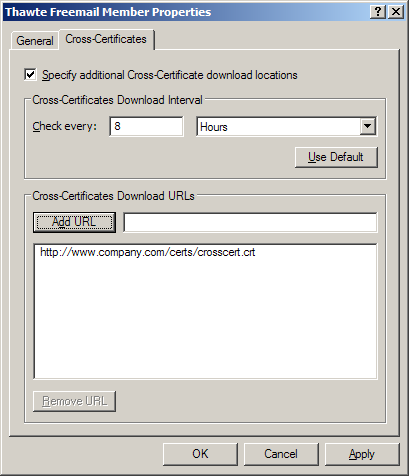 Thawte Freemail Member Properties
General
Cross-Certificates
Specify additional Cross-Certificate download locations
Cross-Certificates Download Interval
Check every: 8 Hours
Use Default
Cross-Certificates Download URLs
Add URL
http://www.company.com/certs/crosscert.crt
Remove URL
OK Cancel Apply